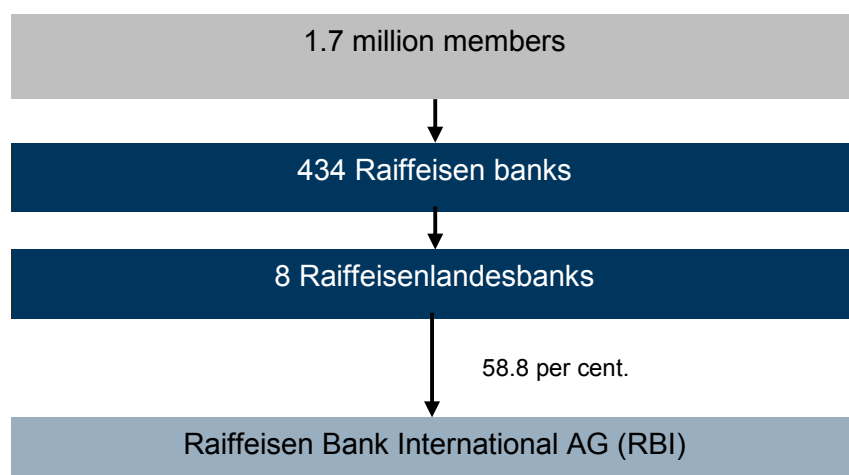 1.7 million members
434 Raiffeisen banks
8 Raiffeisenlandesbanks
58.8 per cent.
Raiffeisen Bank International AG (RBI)